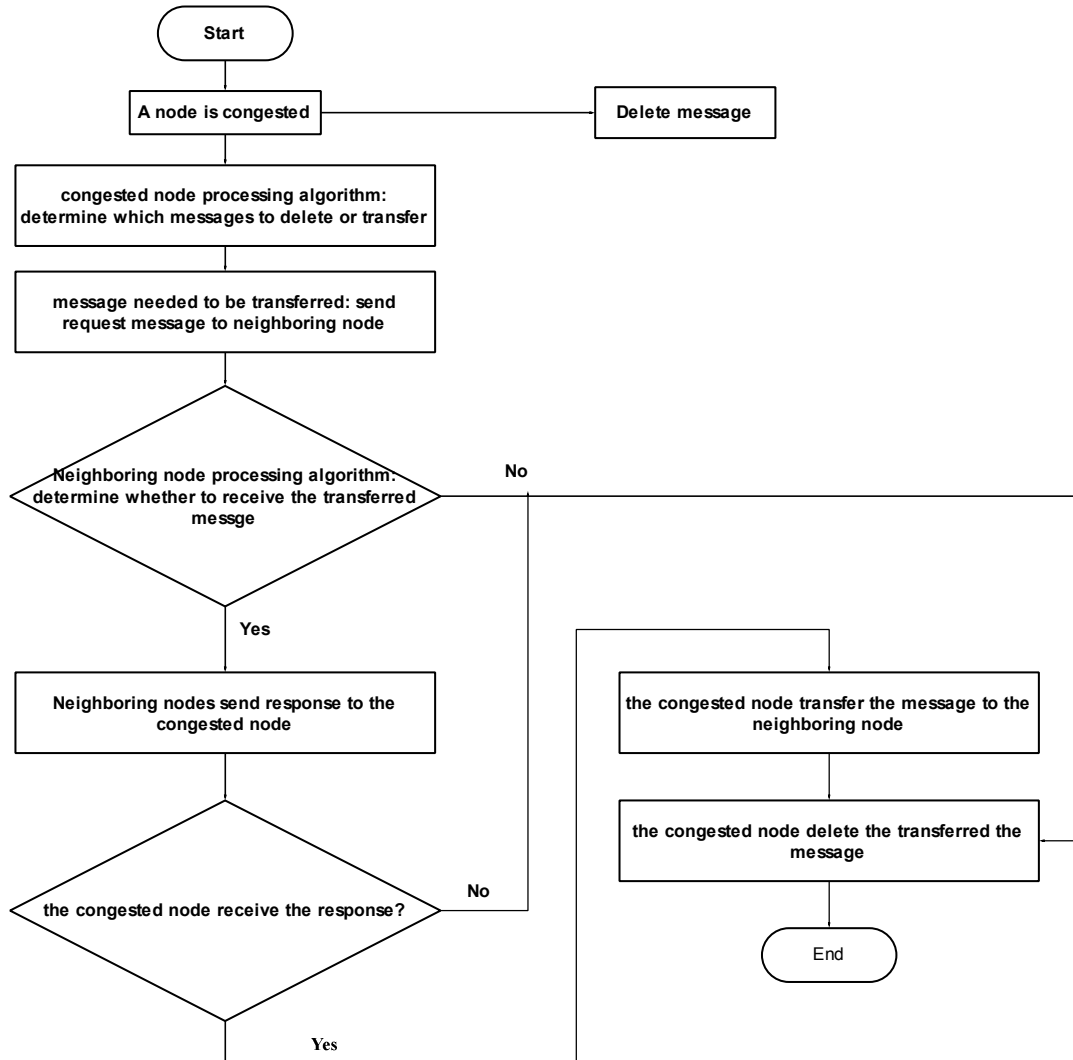 Start
A node is congested
Delete message
congested node processing algorithm:
determine which messages to delete or transfer
message needed to be transferred: send
request message to neighboring node
Neighboring node processing algorithm:
determine whether to receive the transferred
messge
No
Yes
Neighboring nodes send response to the
congested node
the congested node transfer the message to the
neighboring node
the congested node delete the transferred the
message
the congested node receive the response?
No
End
Yes